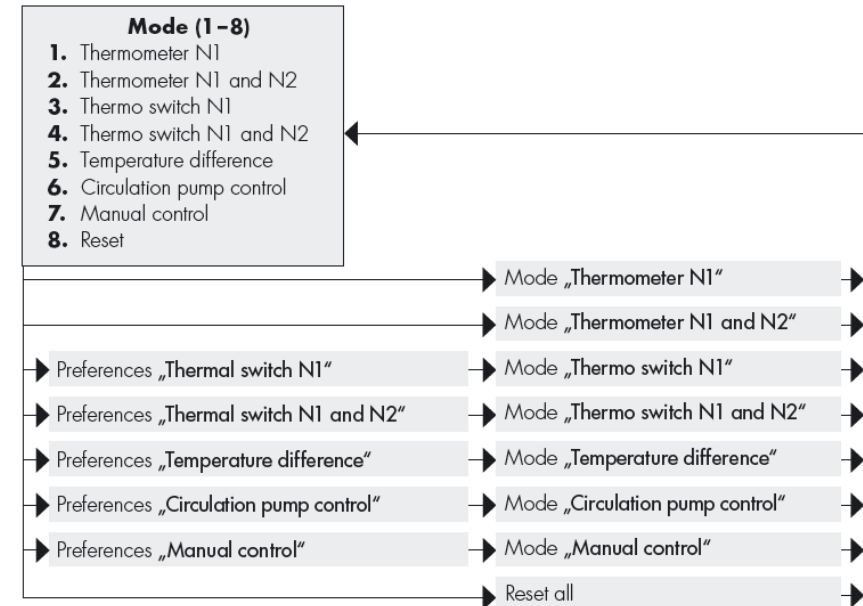 Mode (1–8)
1. Thermometer N1
2. Thermometer N1 and N2
3. Thermo switch N1
4. Thermo switch N1 and N2
5. Temperature difference
6. Circulation pump control
7. Manual control
8. Reset
Mode „Thermometer N1“
Mode „Thermometer N1 and N2“
Preferences „Thermal switch N1“
Mode „Thermo switch N1“
Preferences „Thermal switch N1 and N2“
Mode „Thermo switch N1 and N2“
Preferences „Temperature difference“
Mode „Temperature difference“
Preferences „Circulation pump control“
Mode „Circulation pump control“
Preferences „Manual control“
Mode „Manual control“
Reset all